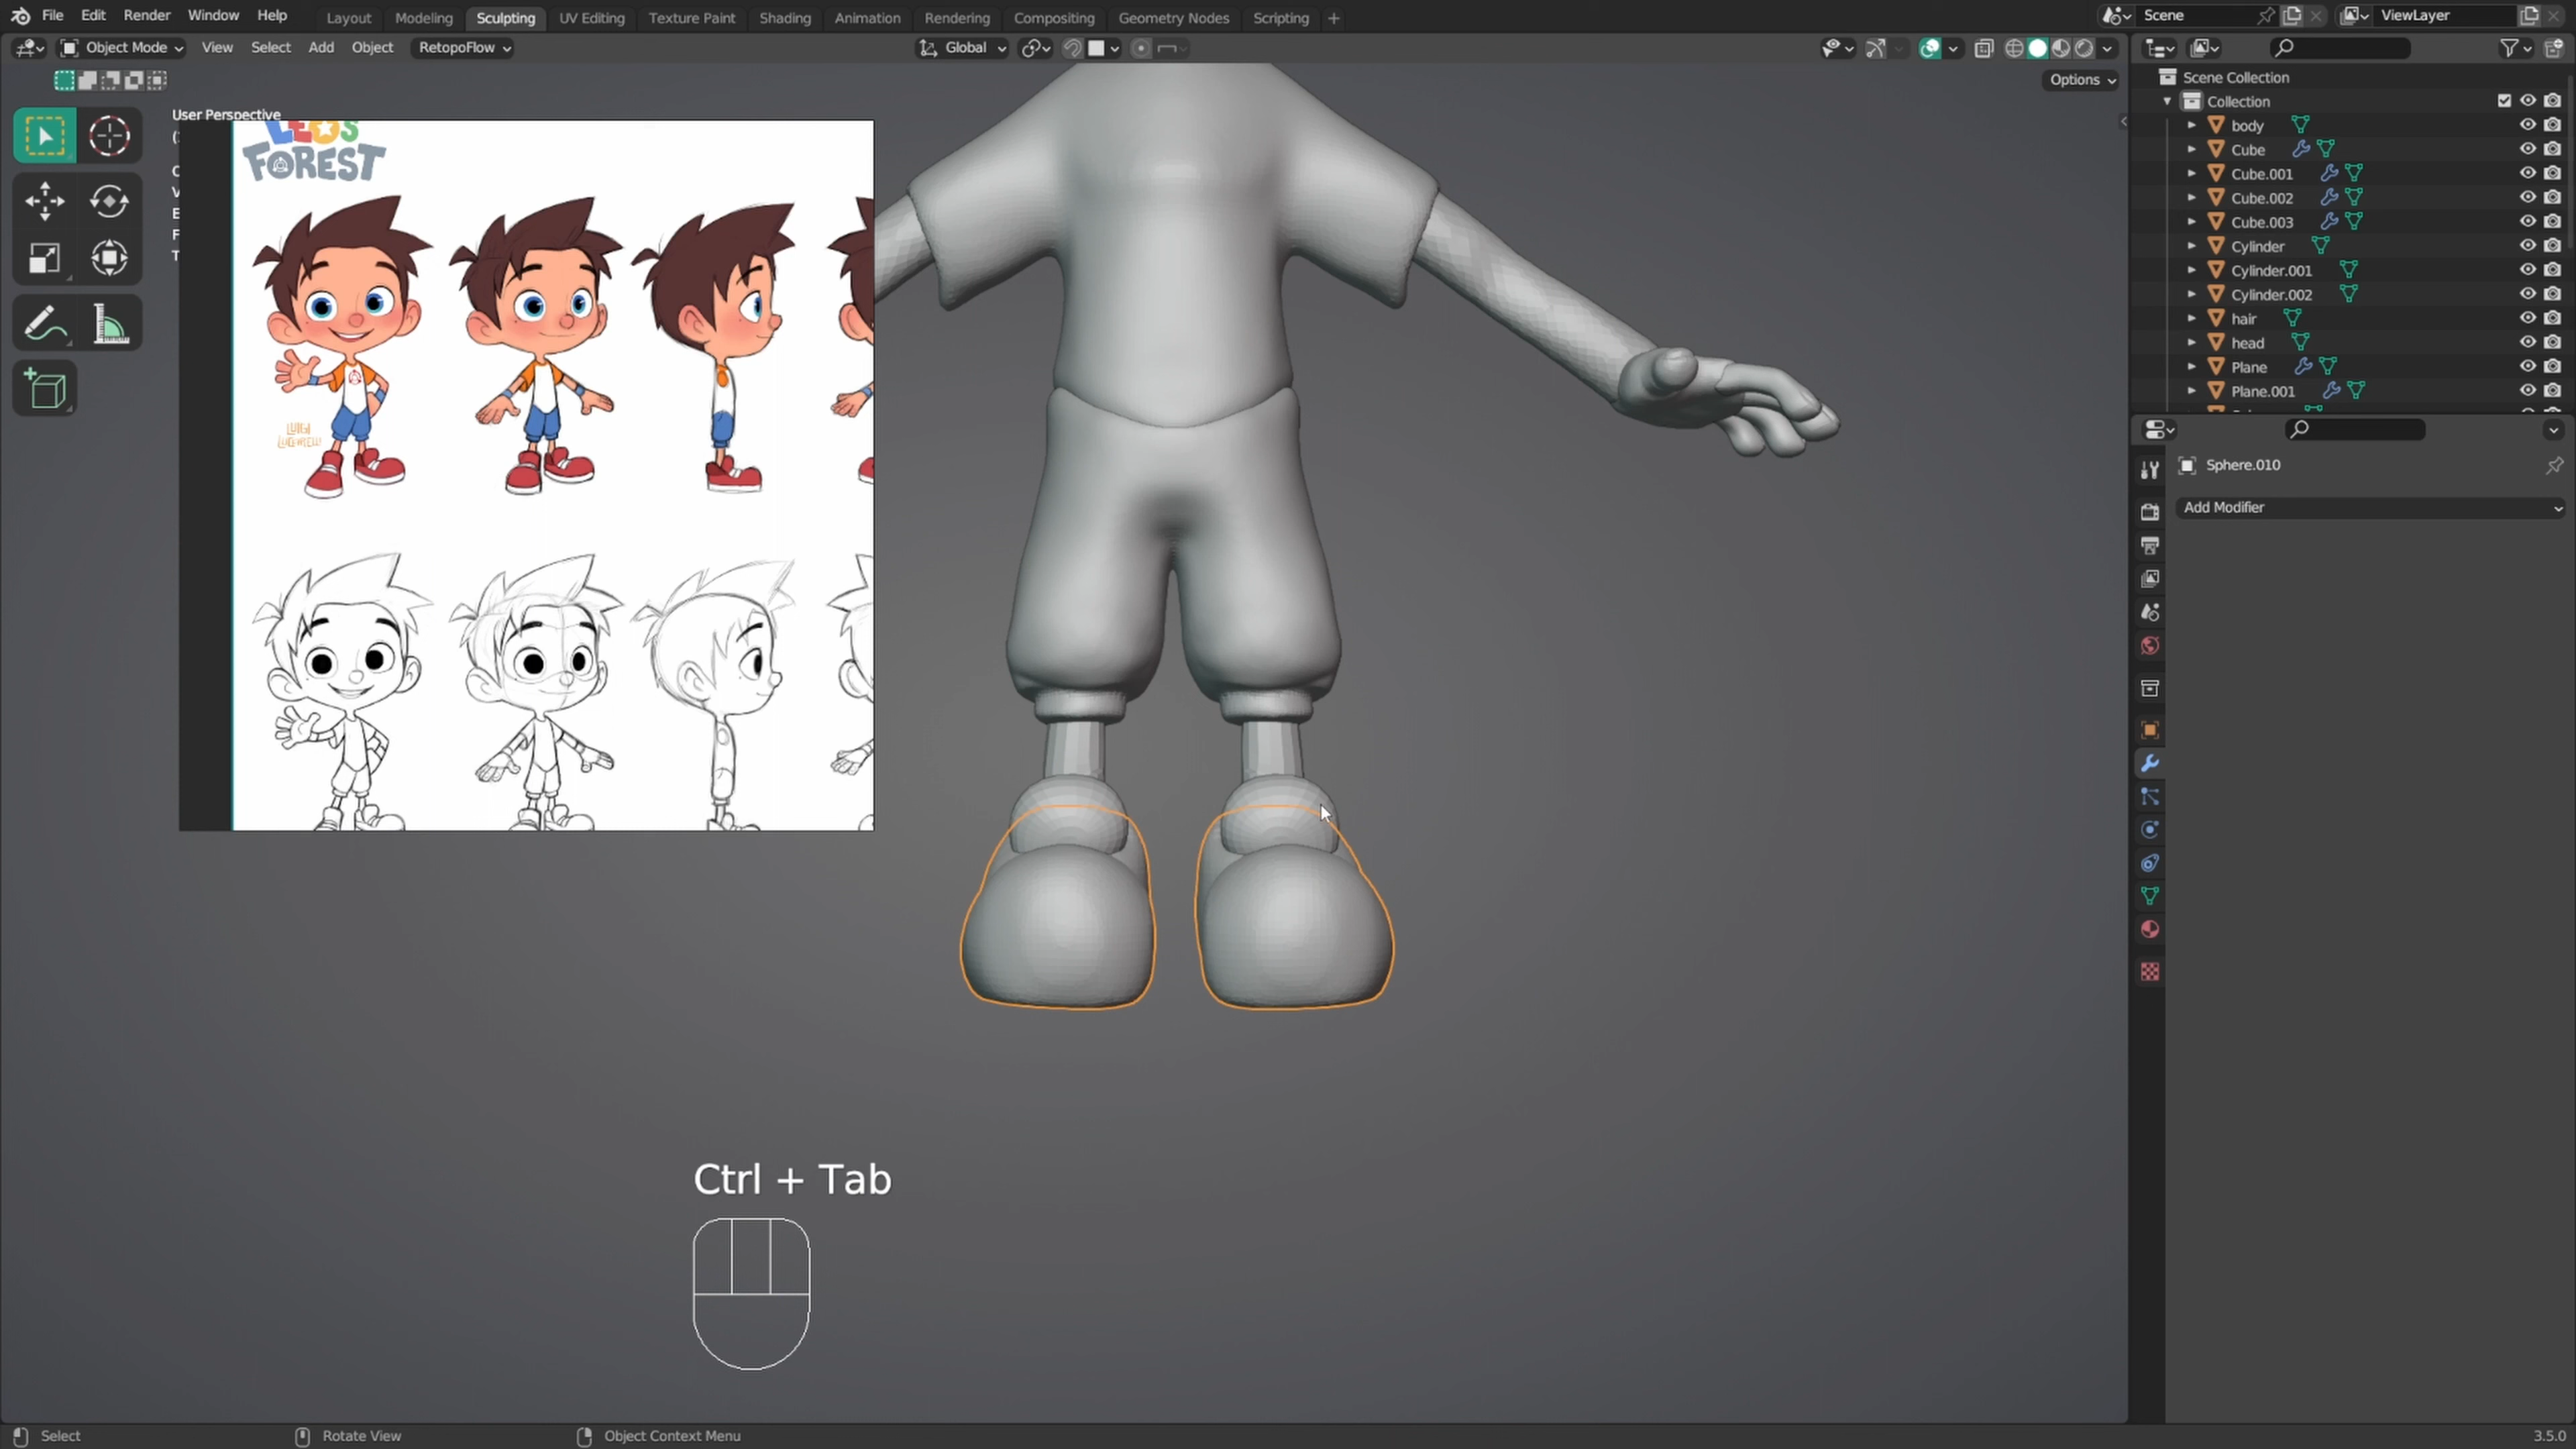 File Edit Render Window Help Layout Modeling Sculpting UV Editing Texture Paint Shading Animation Rendering Compositing Geometry Nodes Scripting + Scene ViewLayer
Object Mode View Select Add Object RetopoFlow Global
Options
User Perspective
(
C
V
E
F
T
LEO'S
FOREST
LUIGI
Scene Collection
Collection
body
Cube
Cube.001
Cube.002
Cube.003
Cylinder
Cylinder.001
Cylinder.002
hair
head
Plane
Plane.001
Sphere.010
Add Modifier
Ctrl + Tab
Select Rotate View Object Context Menu 3.5.0